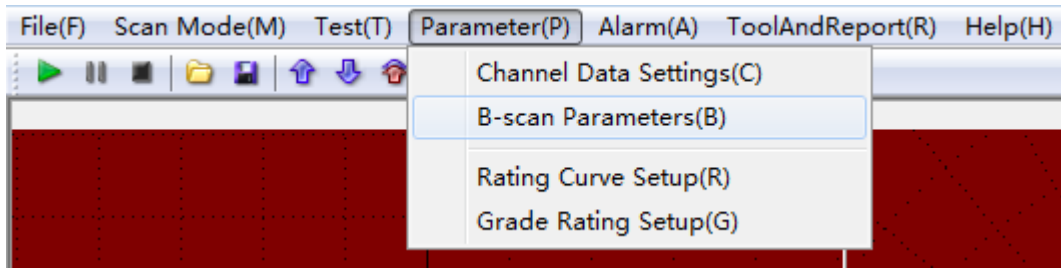 File(F) Scan Mode(M) Test(T) Parameter(P) Alarm(A) ToolAndReport(R) Help(H)
Channel Data Settings(C)
B-scan Parameters(B)
Rating Curve Setup(R)
Grade Rating Setup(G)